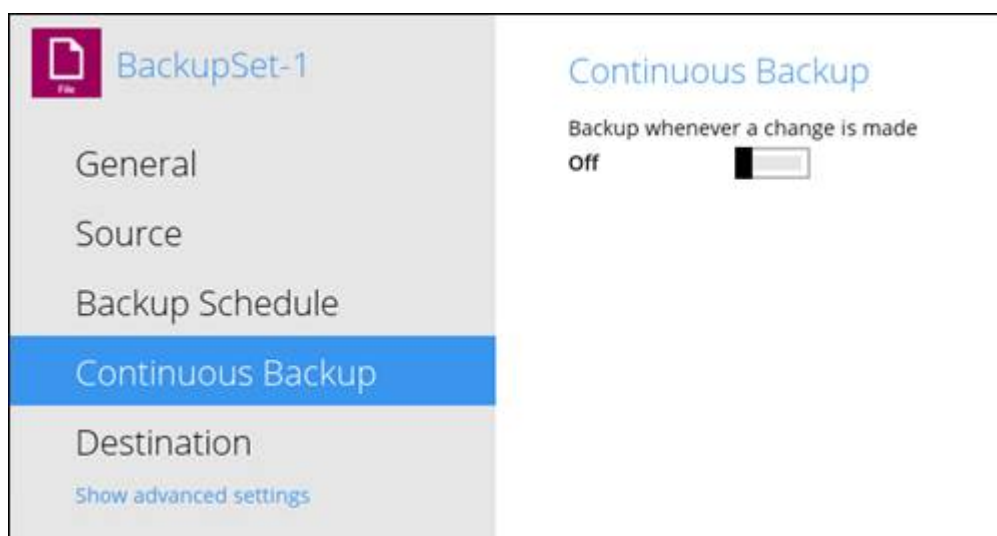 File
BackupSet-1
General
Source
Backup Schedule
Continuous Backup
Destination
Show advanced settings
Continuous Backup
Backup whenever a change is made
Off